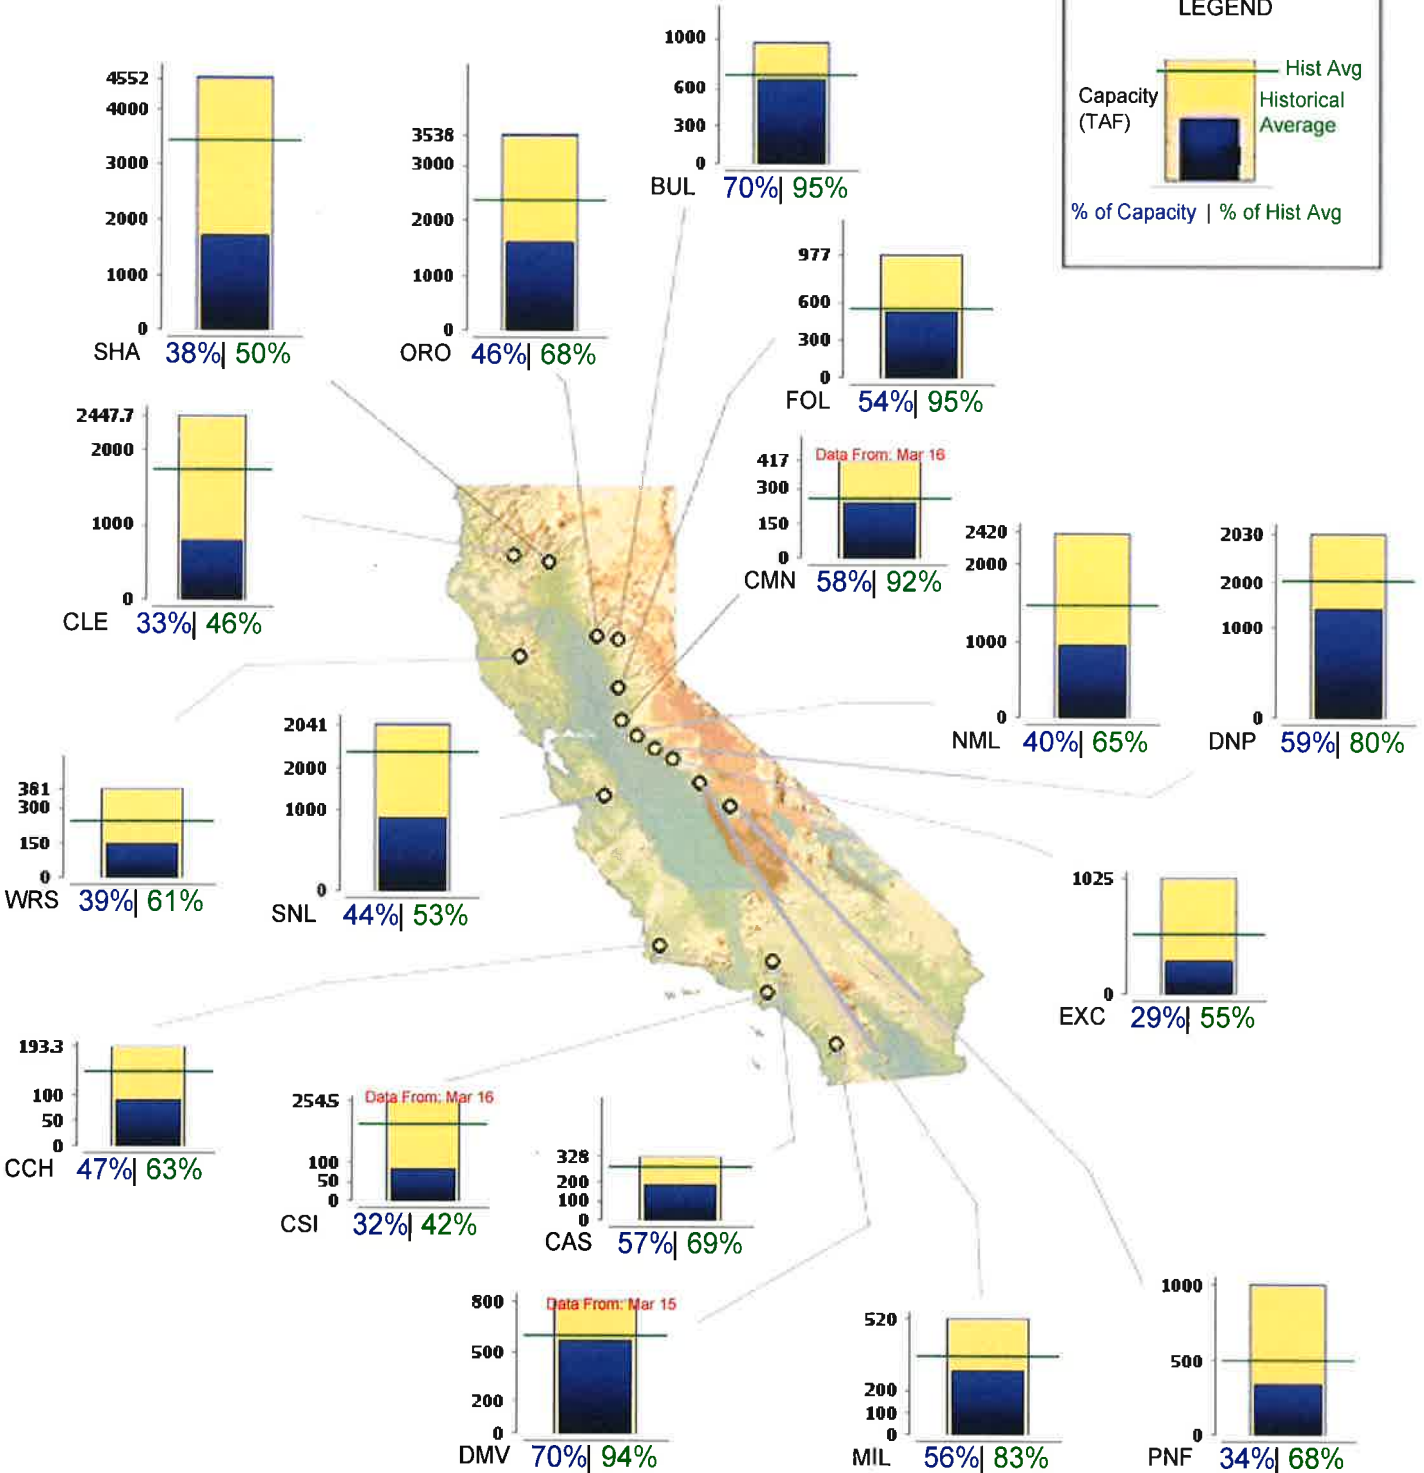 LEGEND
Hist Avg
Capacity
(TAF)
Historical
Average
% of Capacity | % of Hist Avg
4552
4000
3000
2000
1000
0
SHA 38%| 50%
3538
3000
2000
1000
0
ORO 46%| 68%
1000
600
300
0
BUL 70%| 95%
977
600
300
0
FOL 54%| 95%
2447.7
2000
1000
0
CLE 33%| 46%
Data From: Mar 16
417
300
150
0
CMN 58%| 92%
2420
2000
1000
0
NML 40%| 65%
2030
2000
1000
0
DNP 59%| 80%
381
300
150
0
WRS 39%| 61%
2041
2000
1000
0
SNL 44%| 53%
1025
0
EXC 29%| 55%
193.3
100
50
0
CCH 47%| 63%
Data From: Mar 16
254.5
100
50
0
CSI 32%| 42%
328
200
100
0
CAS 57%| 69%
Data From: Mar 15
800
500
200
0
DMV 70%| 94%
520
200
100
0
MIL 56%| 83%
1000
500
0
PNF 34%| 68%